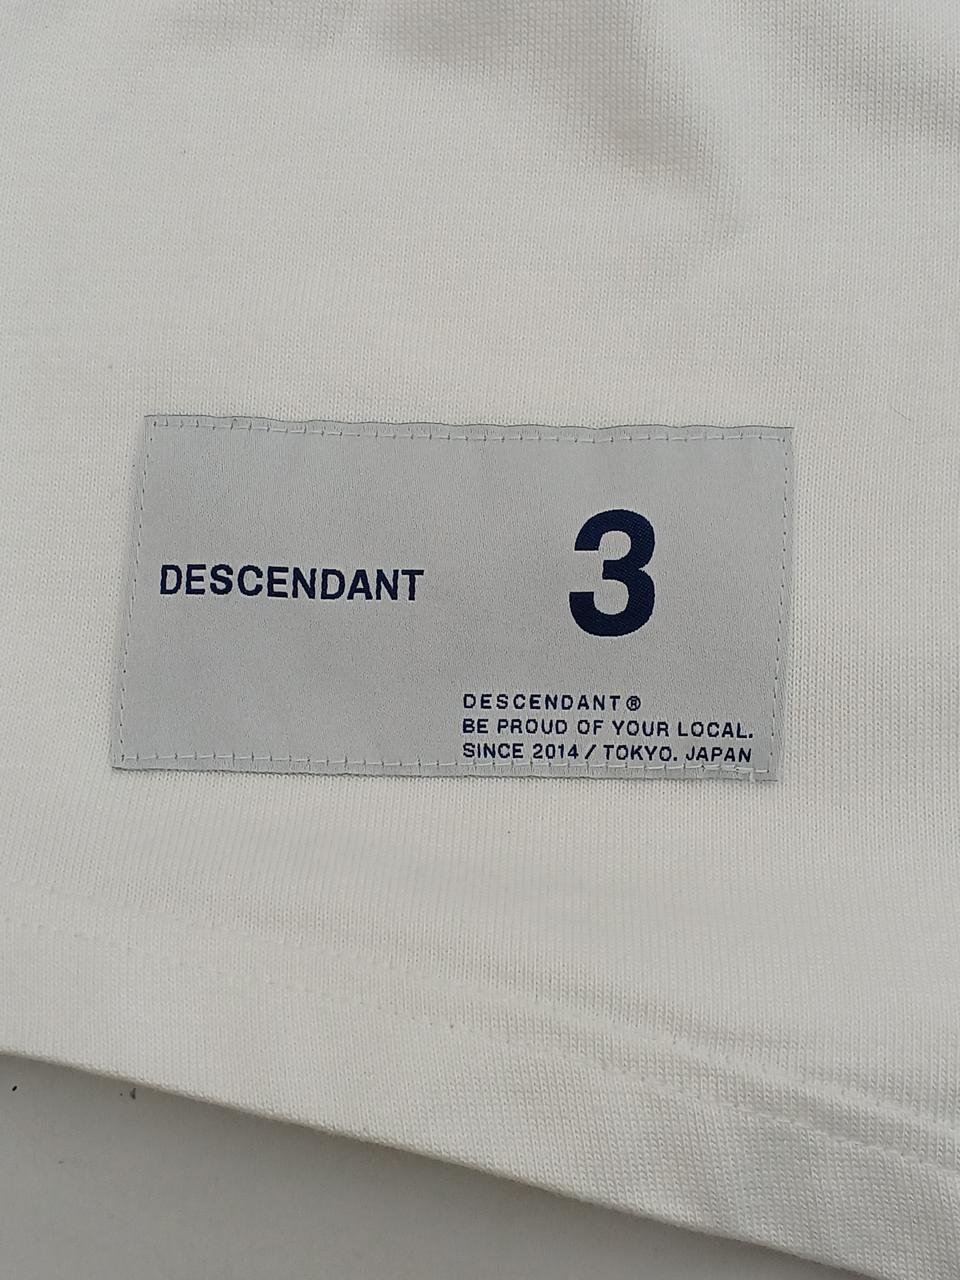 DESCENDANT
3
DESCENDANT®
BE PROUD OF YOUR LOCAL.
SINCE 2014 / TOKYO. JAPAN